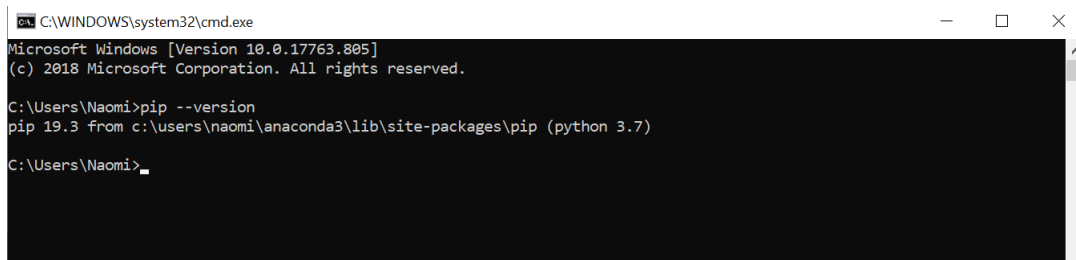 C:\WINDOWS\system32\cmd.exe
Microsoft Windows [Version 10.0.17763.805]
(c) 2018 Microsoft Corporation. All rights reserved.
C:\Users\Naomi>pip --version
pip 19.3 from c:\users\naomi\anaconda3\lib\site-packages\pip (python 3.7)
C:\Users\Naomi>